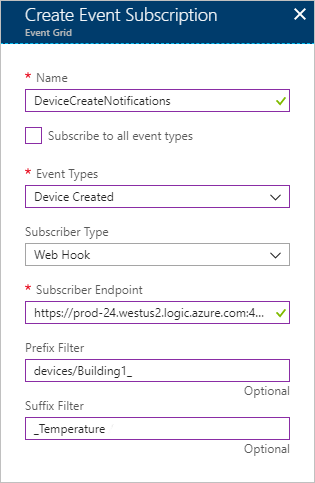 Create Event Subscription
Event Grid
* Name
DeviceCreateNotifications
Subscribe to all event types
* Event Types
Device Created
Subscriber Type
Web Hook
* Subscriber Endpoint
https://prod-24.westus2.logic.azure.com:4...
Prefix Filter
devices/Building1_
Optional
Suffix Filter
_Temperature
Optional